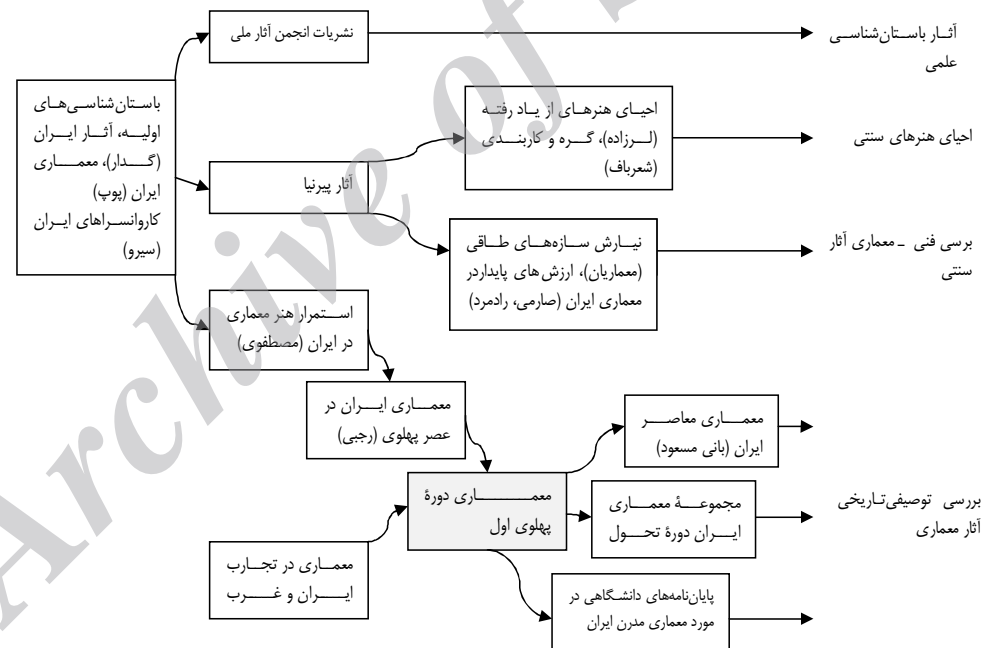 نشریات انجمن آثار ملی
آثار باستان‌شناسی
علمی
باستان‌شناسی‌های
اولیه، آثار ایران
(گدار)، معماری
ایران (پوپ)
کاروانسراهای ایران
(سیرو)
احیای هنرهای از یاد رفته
(لرزاده)، گره و کاربندی
(شعرباف)
احیای هنرهای سنتی
آثار پیرنیا
نیارش سازه‌های طاقی
(معماریان)، ارزش‌های پایداردر
معماری ایران (صارمی، رادمرد)
برسی فنی - معماری آثار
سنتی
استمرار هنر معماری
در ایران (مصطفوی)
معماری ایران در
عصر پهلوی (رجبی)
معماری معاصر
ایران (بانی مسعود)
معماری دورهٔ
پهلوی اول
مجموعهٔ معماری
ایران دورهٔ تحول
بررسی توصیفی‌تاریخی
آثار معماری
معماری در تجارب
ایران و غرب
پایان‌نامه‌های دانشگاهی در
مورد معماری مدرن ایران
Archive of